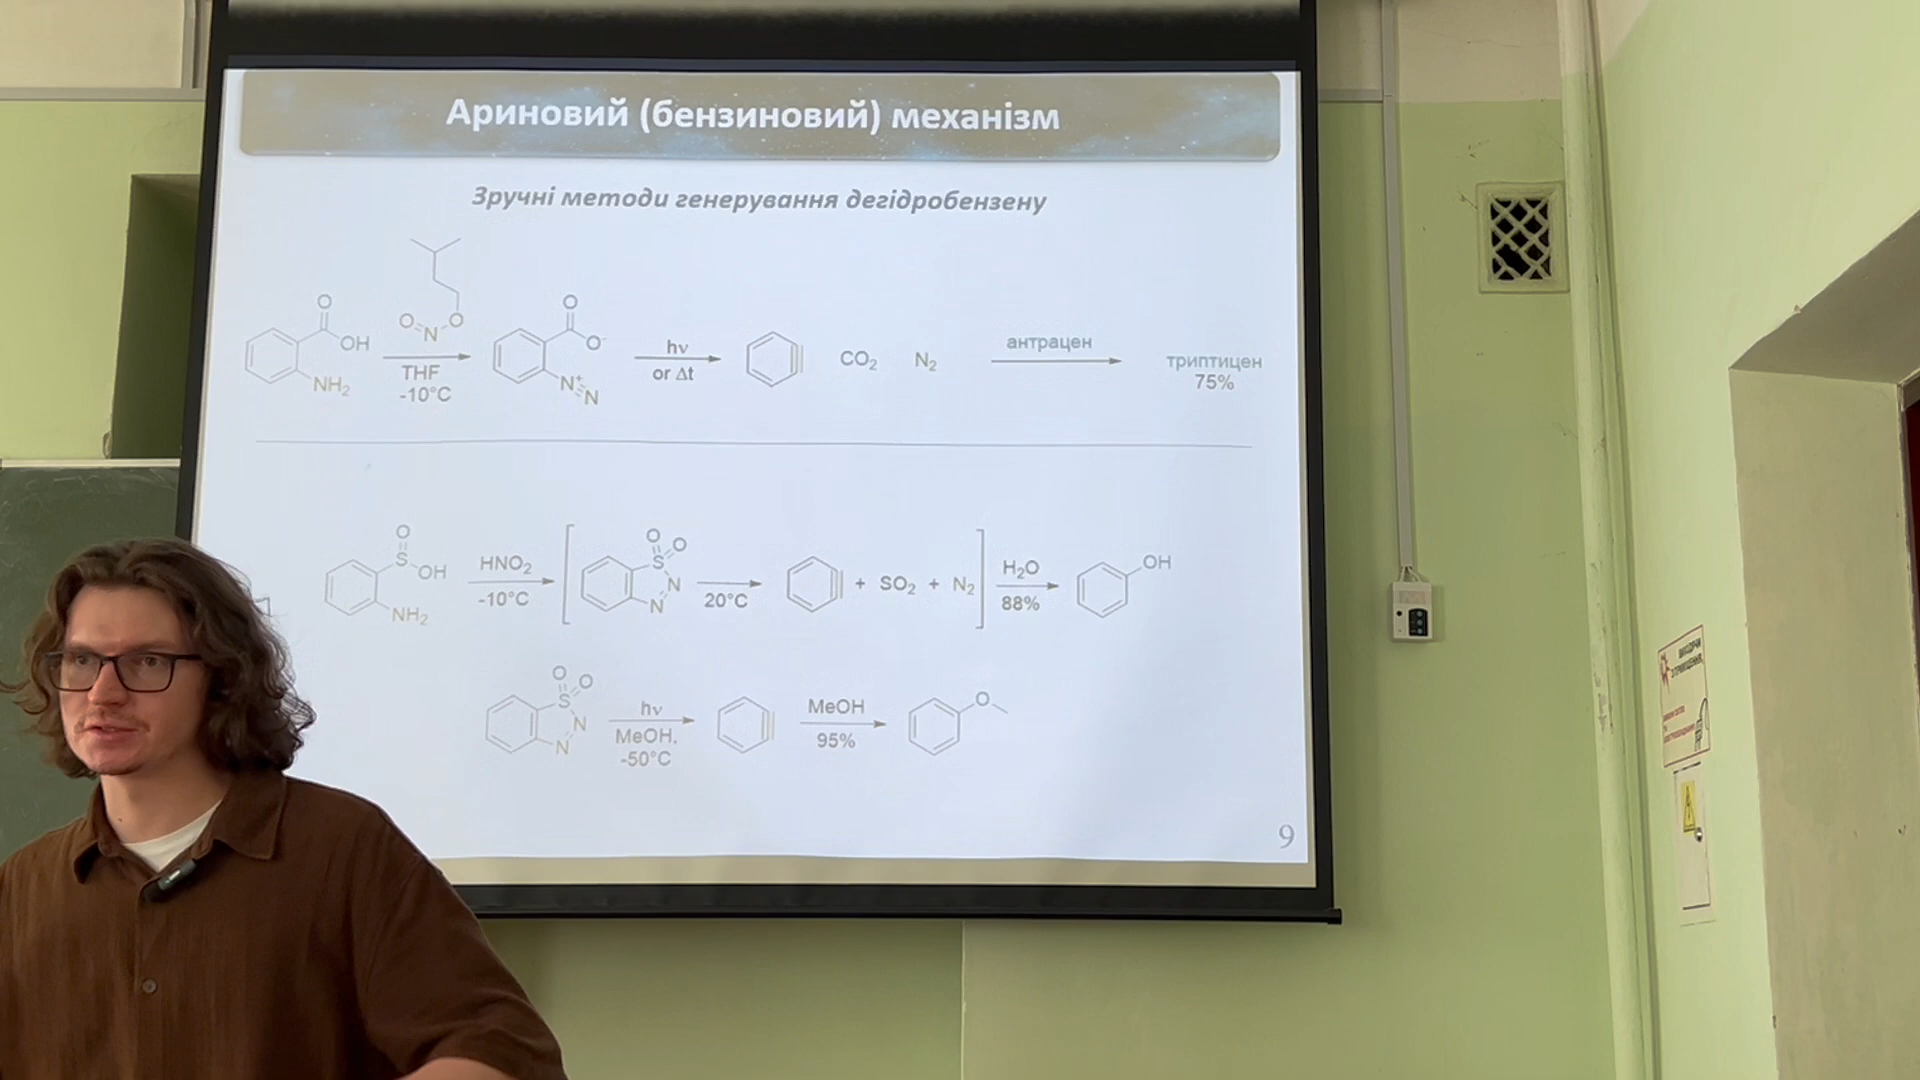 Ариновий (бензиновий) механізм
Зручні методи генерування дегідробензену
O
OH
NH₂
O
N
O
THF
-10°C
O
O⁻
N⁺
N
hν
or Δt
CO₂
N₂
антрацен
триптицен
75%
O
S
OH
NH₂
HNO₂
-10°C
O
O
S
N
N
20°C
+ SO₂ + N₂
H₂O
88%
OH
O
O
S
N
N
hν
MeOH,
-50°C
MeOH
95%
O
9